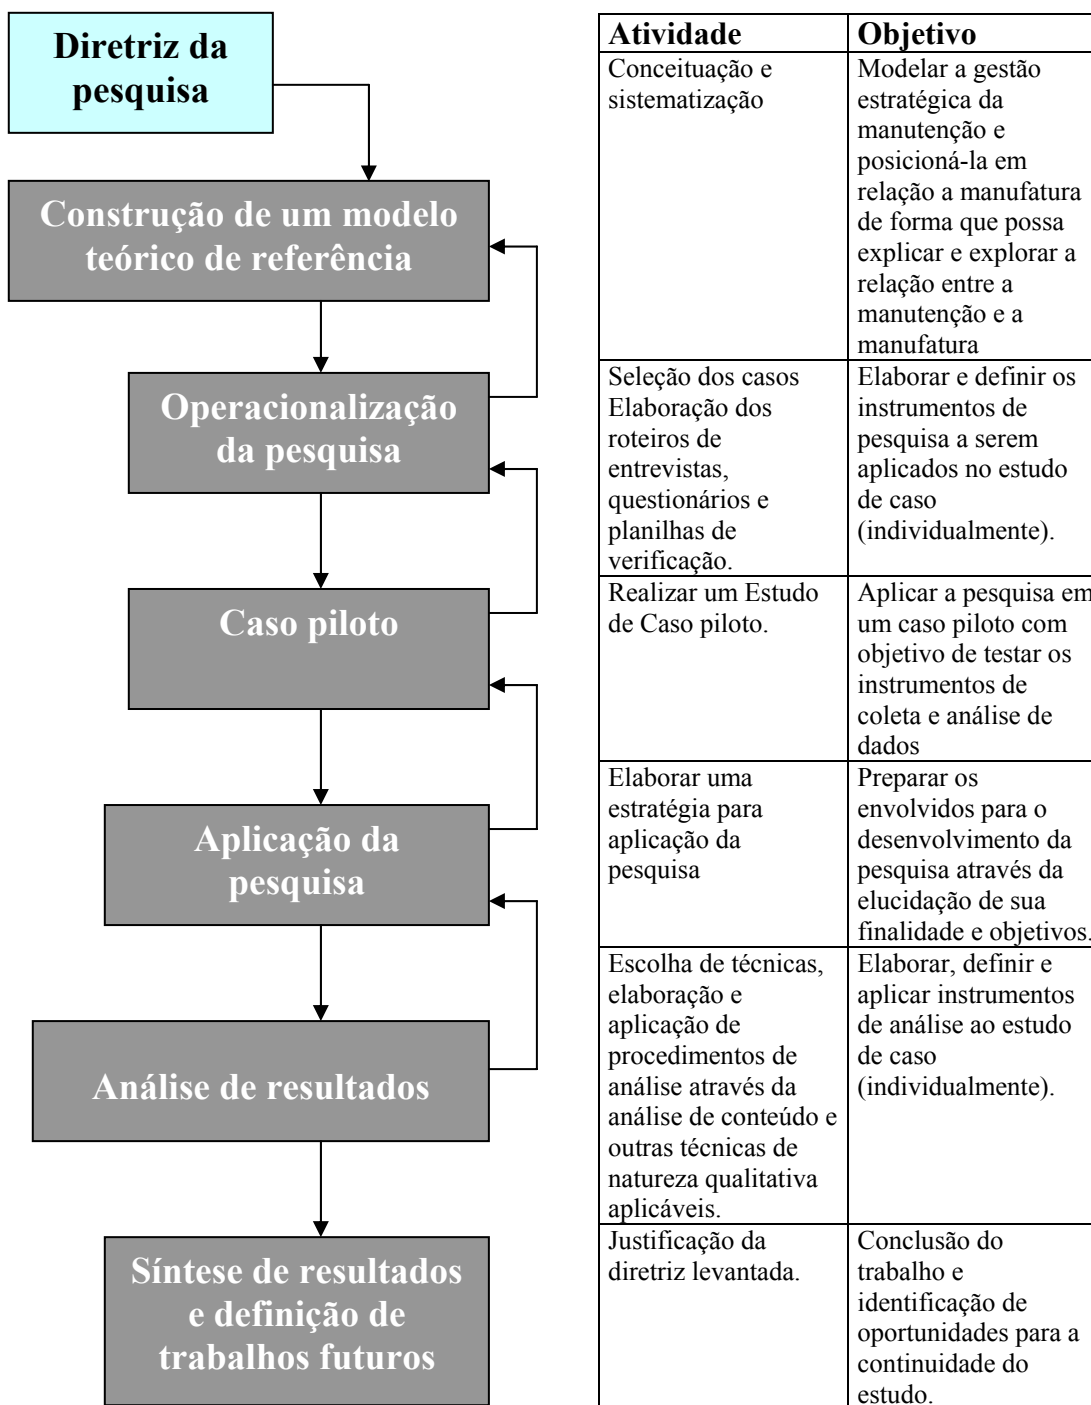 Diretriz da
pesquisa
Construção de um modelo
teórico de referência
Operacionalização
da pesquisa
Caso piloto
Aplicação da
pesquisa
Análise de resultados
Síntese de resultados
e definição de
trabalhos futuros
Atividade
Objetivo
Conceituação e
sistematização
Modelar a gestão
estratégica da
manutenção e
posicioná-la em
relação a manufatura
de forma que possa
explicar e explorar a
relação entre a
manutenção e a
manufatura
Seleção dos casos
Elaboração dos
roteiros de
entrevistas,
questionários e
planilhas de
verificação.
Elaborar e definir os
instrumentos de
pesquisa a serem
aplicados no estudo
de caso
(individualmente).
Realizar um Estudo
de Caso piloto.
Aplicar a pesquisa em
um caso piloto com
objetivo de testar os
instrumentos de
coleta e análise de
dados
Elaborar uma
estratégia para
aplicação da
pesquisa
Preparar os
envolvidos para o
desenvolvimento da
pesquisa através da
elucidação de sua
finalidade e objetivos.
Escolha de técnicas,
elaboração e
aplicação de
procedimentos de
análise através da
análise de conteúdo e
outras técnicas de
natureza qualitativa
aplicáveis.
Elaborar, definir e
aplicar instrumentos
de análise ao estudo
de caso
(individualmente).
Justificação da
diretriz levantada.
Conclusão do
trabalho e
identificação de
oportunidades para a
continuidade do
estudo.